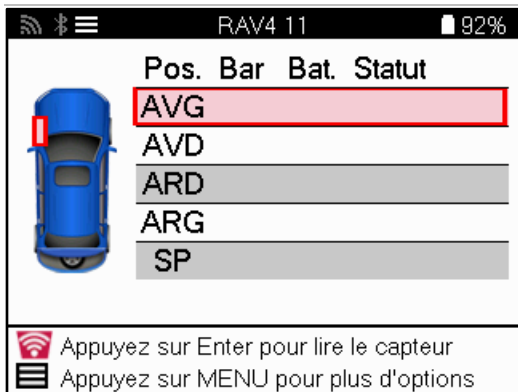 RAV4 11 92%
Pos. Bar Bat. Statut
AVG
AVD
ARD
ARG
SP
Appuyez sur Enter pour lire le capteur
Appuyez sur MENU pour plus d'options